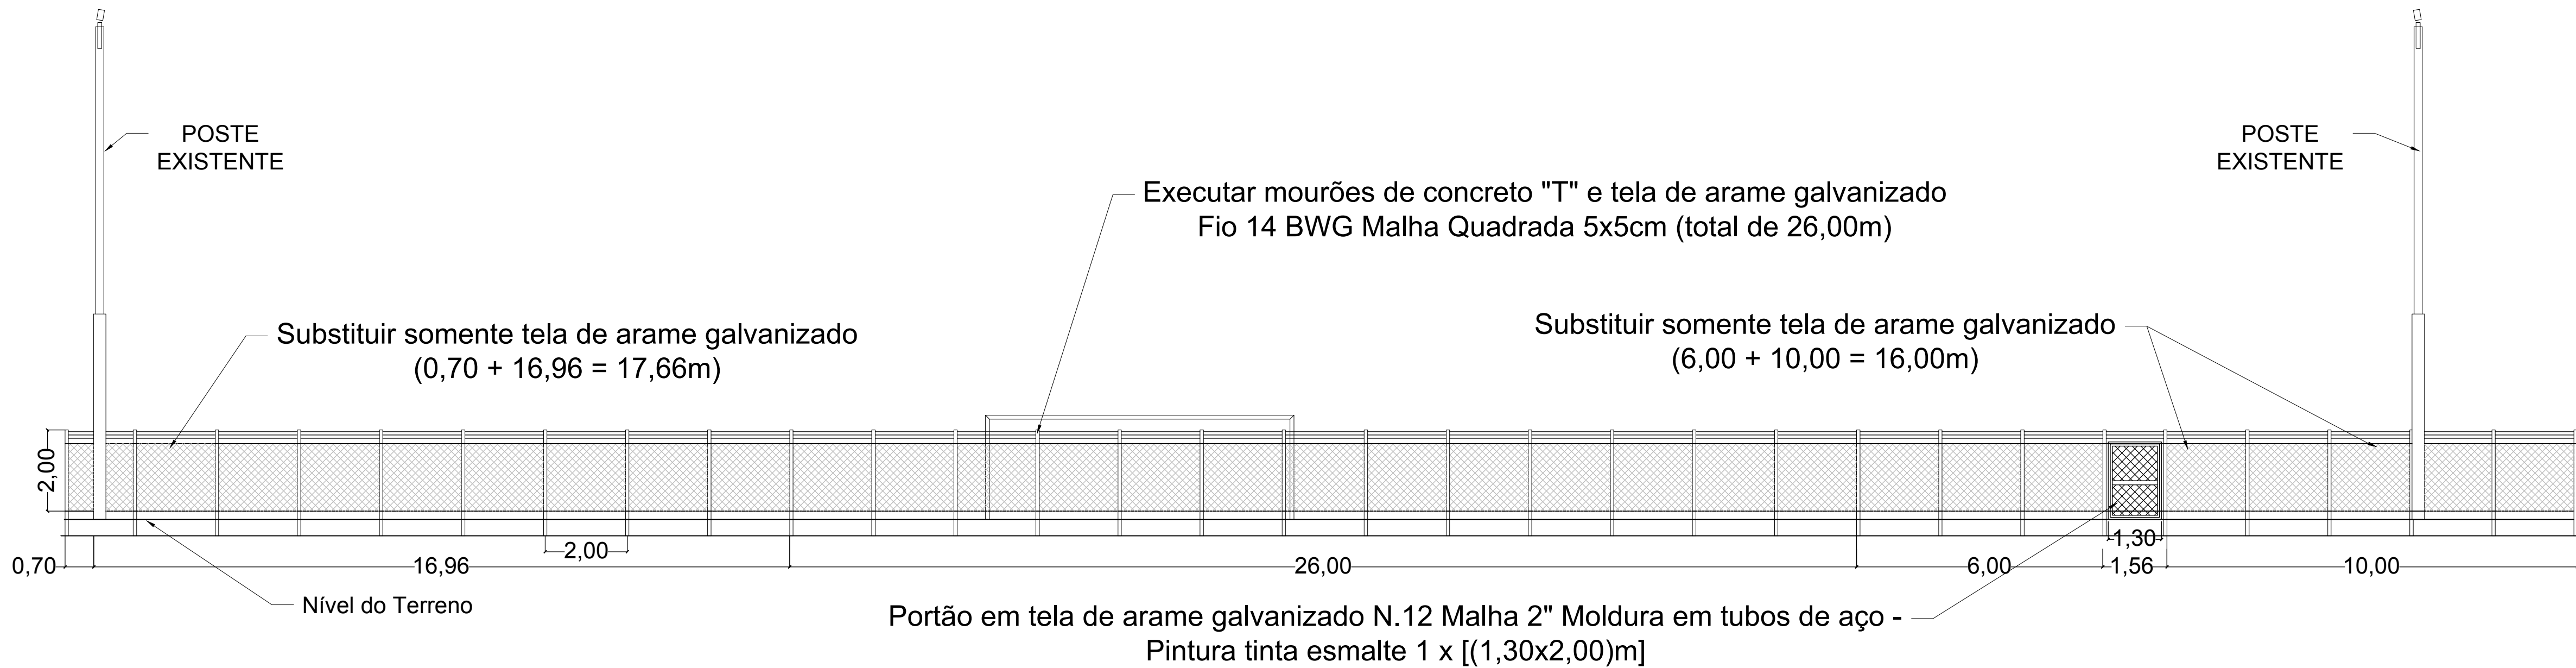 POSTE
EXISTENTE
POSTE
EXISTENTE
Executar mourões de concreto "T" e tela de arame galvanizado
Fio 14 BWG Malha Quadrada 5x5cm (total de 26,00m)
Substituir somente tela de arame galvanizado
(0,70 + 16,96 = 17,66m)
Substituir somente tela de arame galvanizado
(6,00 + 10,00 = 16,00m)
2,00
2,00
1,30
0,70
16,96
26,00
6,00
1,56
10,00
Nível do Terreno
Portão em tela de arame galvanizado N.12 Malha 2" Moldura em tubos de aço -
Pintura tinta esmalte 1 x [(1,30x2,00)m]